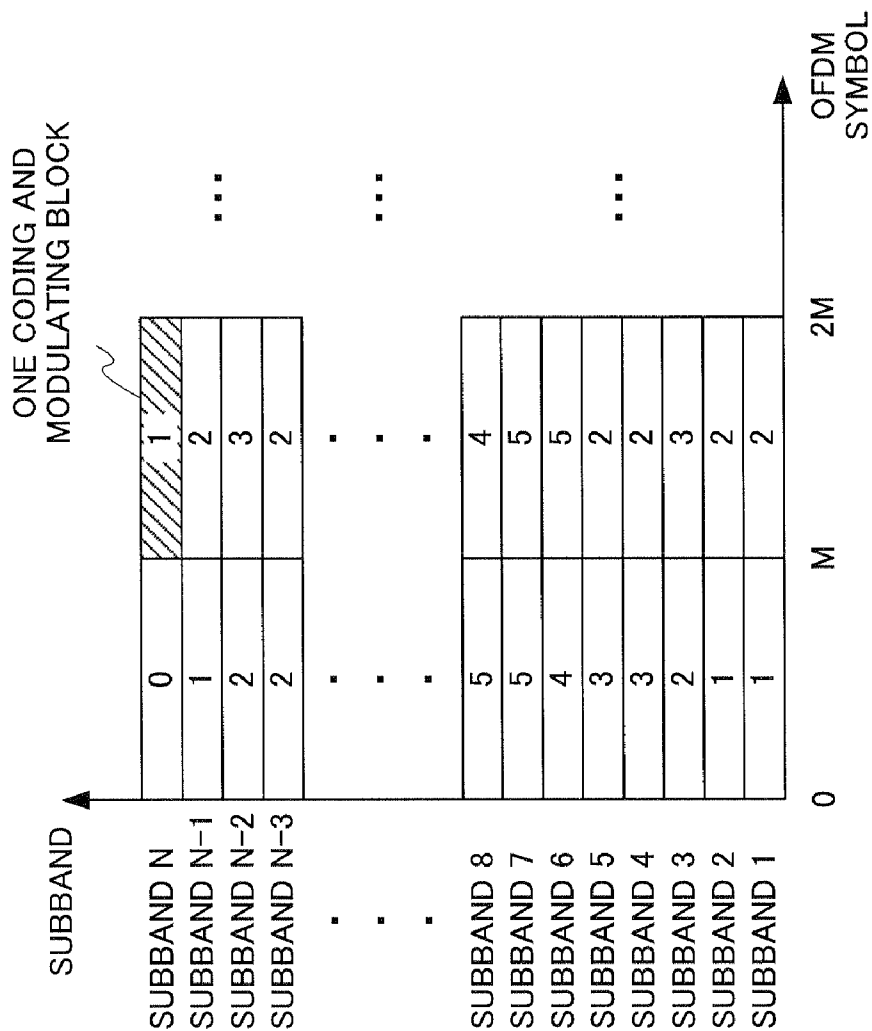 ONE CODING AND
MODULATING BLOCK
SUBBAND
SUBBAND N 0 1
SUBBAND N-1 1 2
SUBBAND N-2 2 3
SUBBAND N-3 2 2
SUBBAND 8 5 4
SUBBAND 7 5 5
SUBBAND 6 4 5
SUBBAND 5 3 2
SUBBAND 4 3 2
SUBBAND 3 2 3
SUBBAND 2 1 2
SUBBAND 1 1 2
0 M 2M
OFDM
SYMBOL